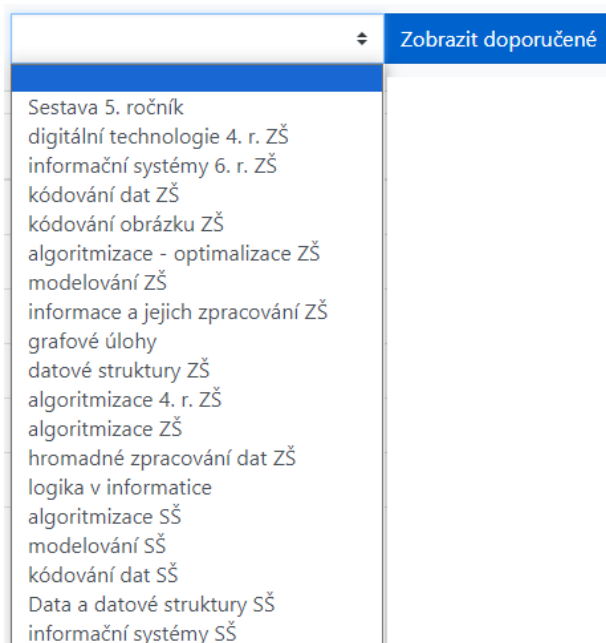 Zobrazit doporučené
Sestava 5. ročník
digitální technologie 4. r. ZŠ
informační systémy 6. r. ZŠ
kódování dat ZŠ
kódování obrázku ZŠ
algoritmizace - optimalizace ZŠ
modelování ZŠ
informace a jejich zpracování ZŠ
grafové úlohy
datové struktury ZŠ
algoritmizace 4. r. ZŠ
algoritmizace ZŠ
hromadné zpracování dat ZŠ
logika v informatice
algoritmizace SŠ
modelování SŠ
kódování dat SŠ
Data a datové struktury SŠ
informační systémy SŠ